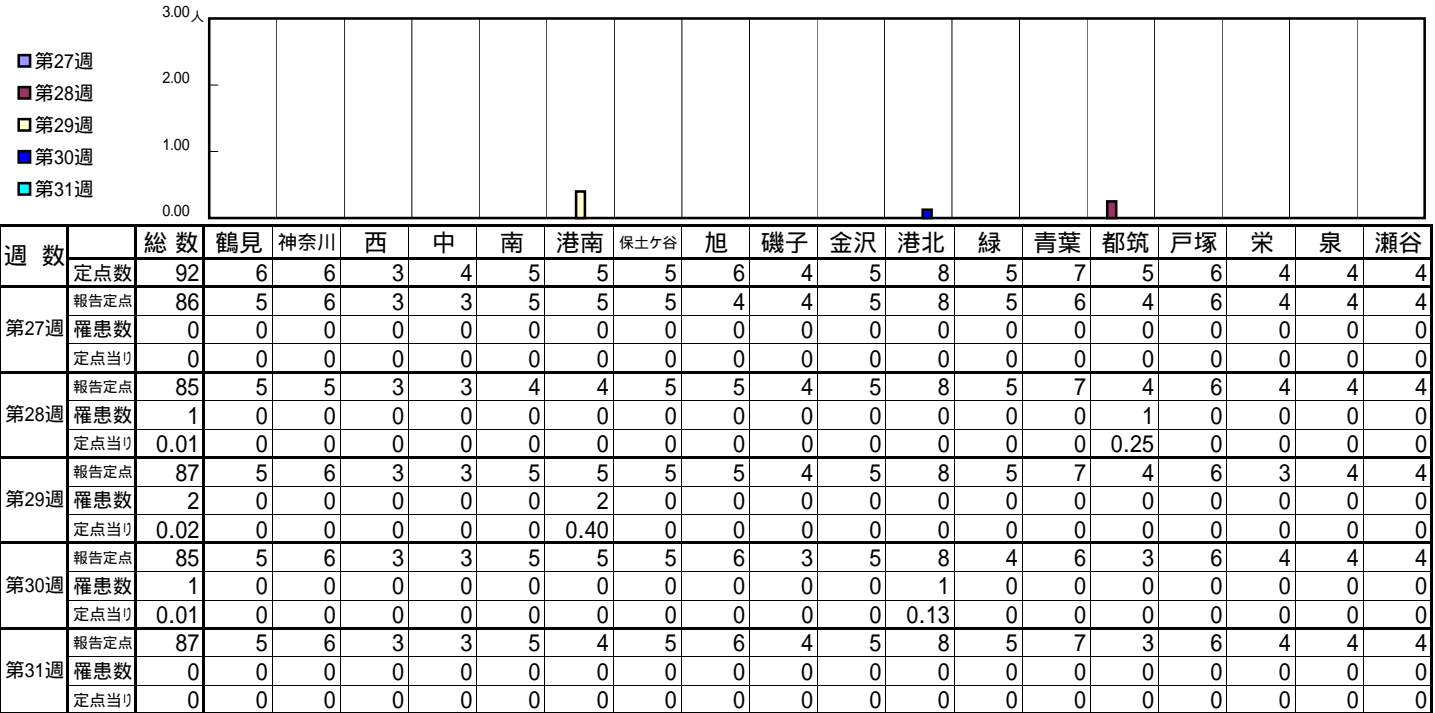 3.00人
2.00
1.00
0.00
第27週
第28週
第29週
第30週
第31週
週 数 総 数 鶴見 神奈川 西 中 南 港南 保土ケ谷 旭 磯子 金沢 港北 緑 青葉 都筑 戸塚 栄 泉 瀬谷
定点数 92 6 6 3 4 5 5 5 6 4 5 8 5 7 5 6 4 4 4
第27週 報告定点 86 5 6 3 3 5 5 5 4 4 5 8 5 6 4 6 4 4 4
罹患数 0 0 0 0 0 0 0 0 0 0 0 0 0 0 0 0 0 0 0
定点当り 0 0 0 0 0 0 0 0 0 0 0 0 0 0 0 0 0 0 0
第28週 報告定点 85 5 5 3 3 4 4 5 5 4 5 8 5 7 4 6 4 4 4
罹患数 1 0 0 0 0 0 0 0 0 0 0 0 0 0 1 0 0 0 0
定点当り 0.01 0 0 0 0 0 0 0 0 0 0 0 0 0 0.25 0 0 0 0
第29週 報告定点 87 5 6 3 3 5 5 5 5 4 5 8 5 7 4 6 3 4 4
罹患数 2 0 0 0 0 0 2 0 0 0 0 0 0 0 0 0 0 0 0
定点当り 0.02 0 0 0 0 0 0.40 0 0 0 0 0 0 0 0 0 0 0 0
第30週 報告定点 85 5 6 3 3 5 5 5 6 3 5 8 4 6 3 6 4 4 4
罹患数 1 0 0 0 0 0 0 0 0 0 0 1 0 0 0 0 0 0 0
定点当り 0.01 0 0 0 0 0 0 0 0 0 0 0.13 0 0 0 0 0 0 0
第31週 報告定点 87 5 6 3 3 5 4 5 6 4 5 8 5 7 3 6 4 4 4
罹患数 0 0 0 0 0 0 0 0 0 0 0 0 0 0 0 0 0 0 0
定点当り 0 0 0 0 0 0 0 0 0 0 0 0 0 0 0 0 0 0 0